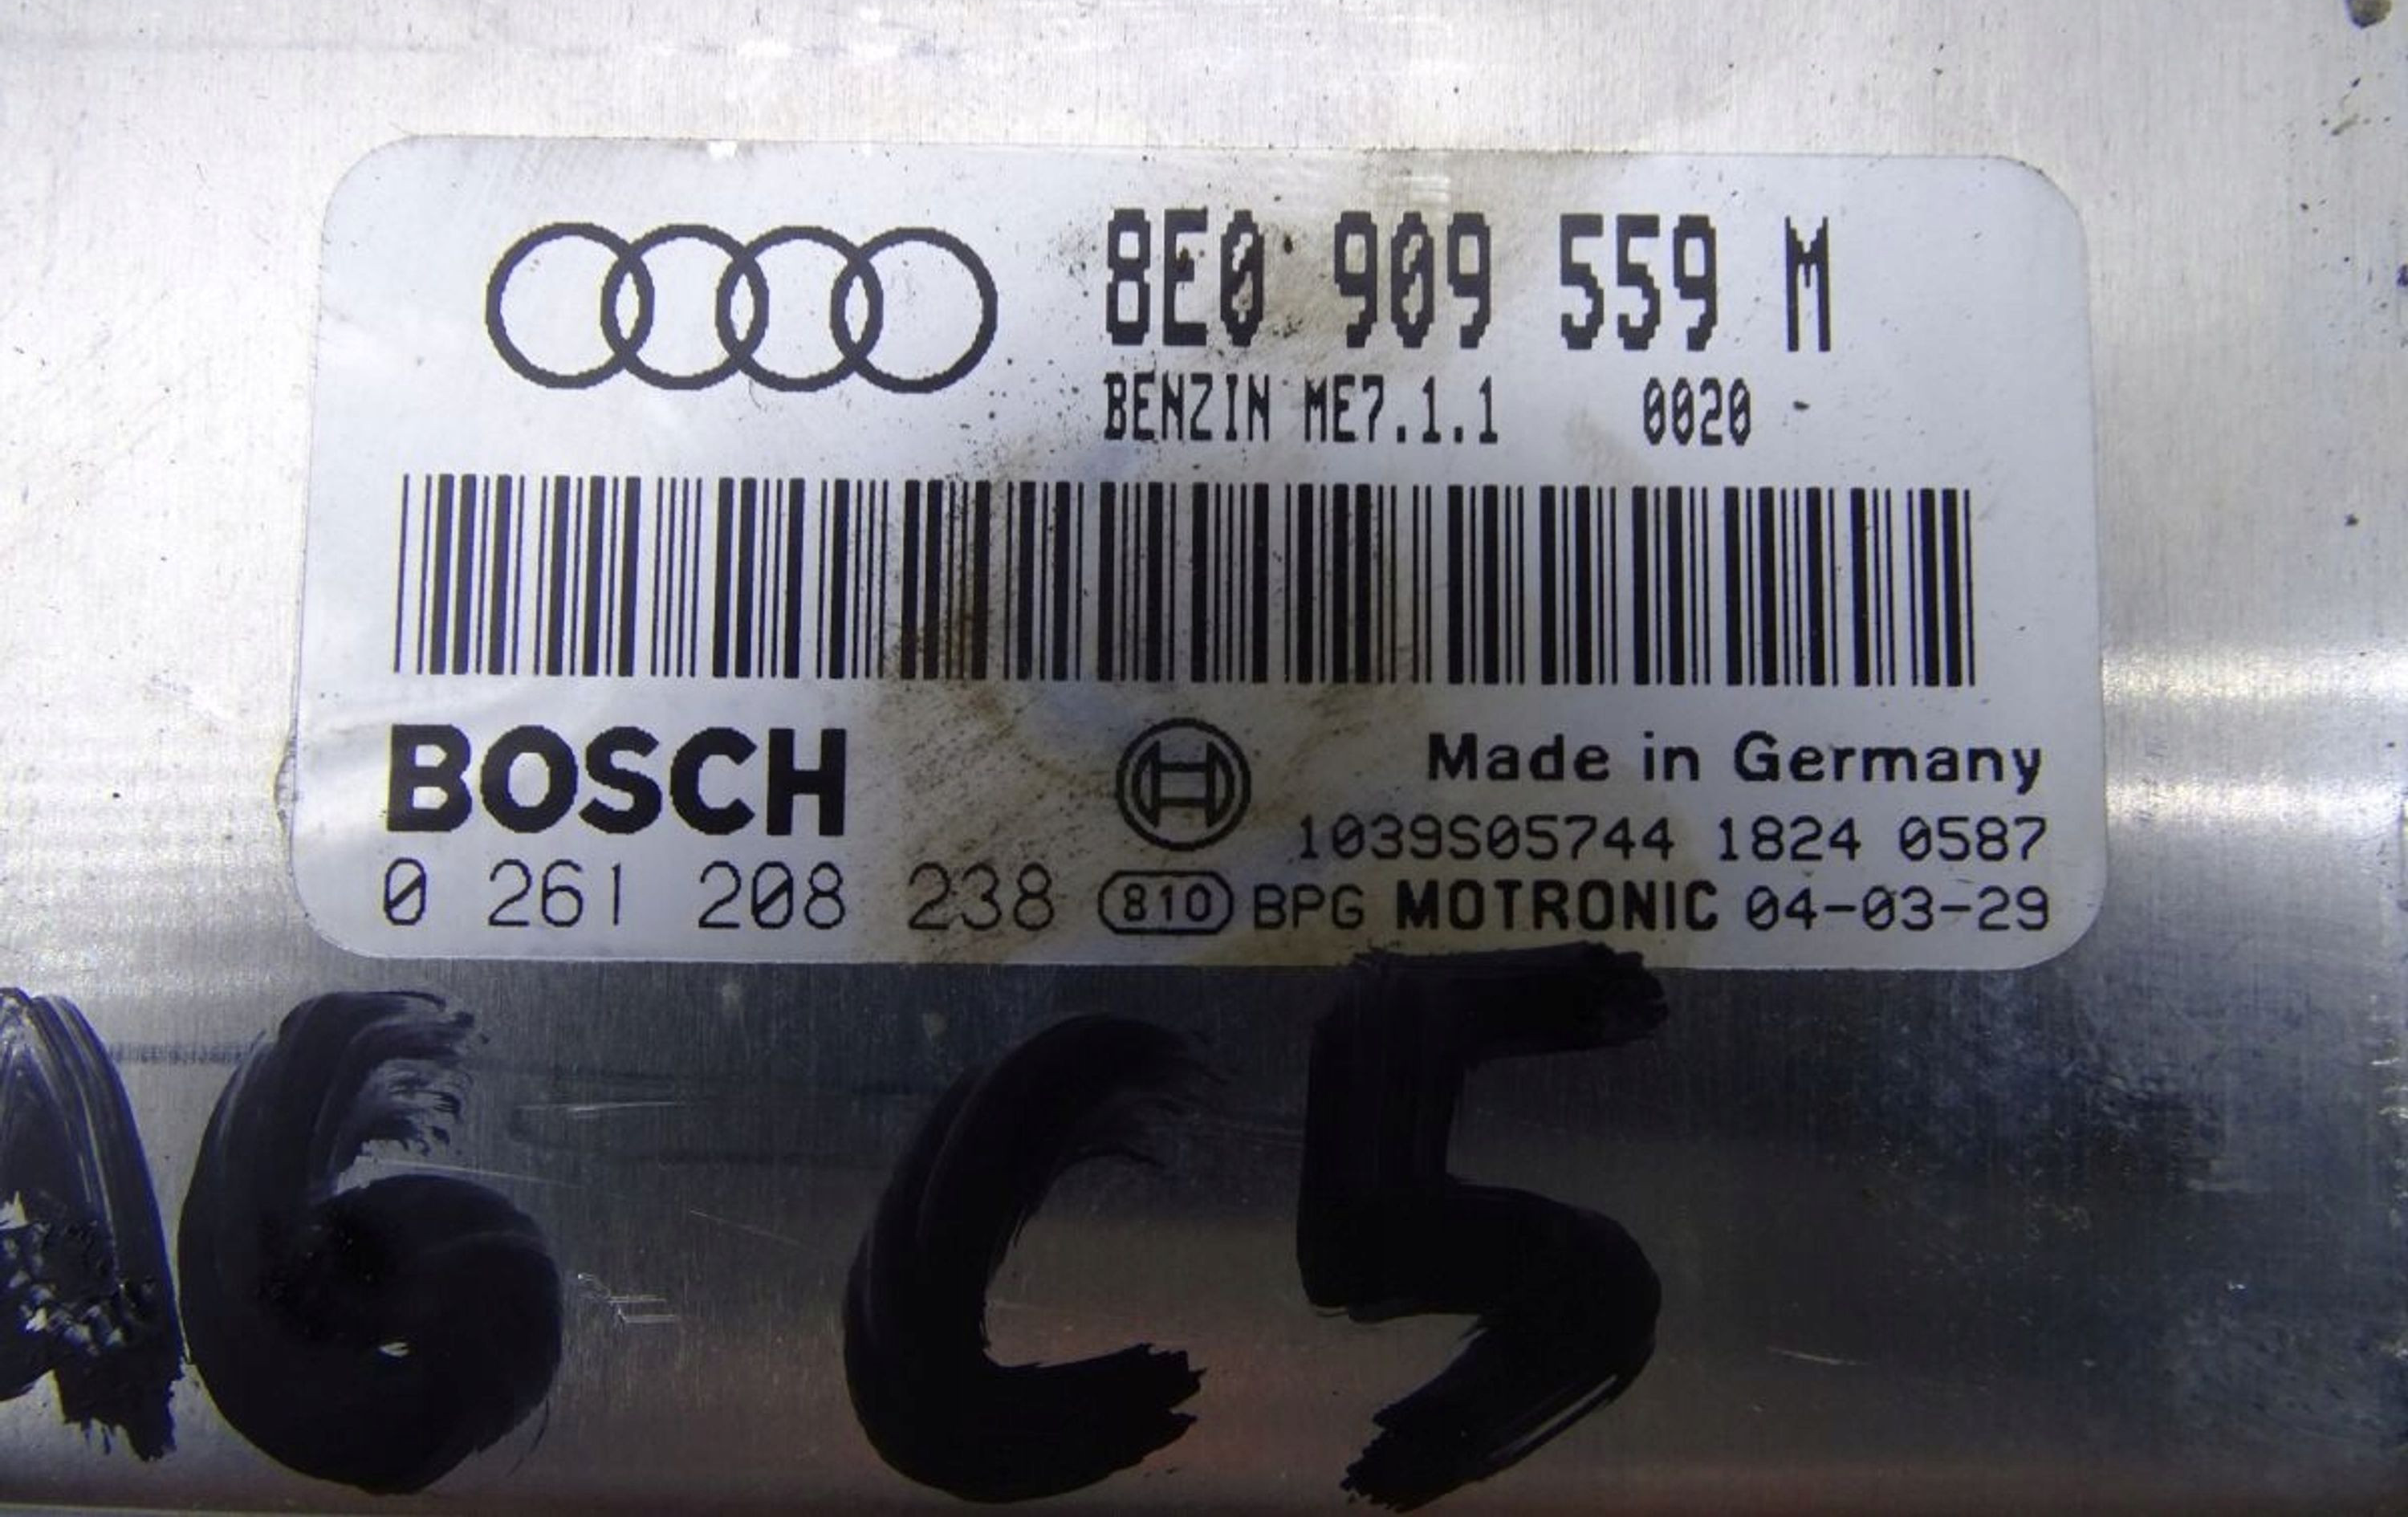 8E0 909 559 M
BENZIN ME7.1.1 0020 -
BOSCH
Made in Germany
1039S05744 1824 0587
0 261 208 238 810 BPG MOTRONIC 04-03-29
A6 C5